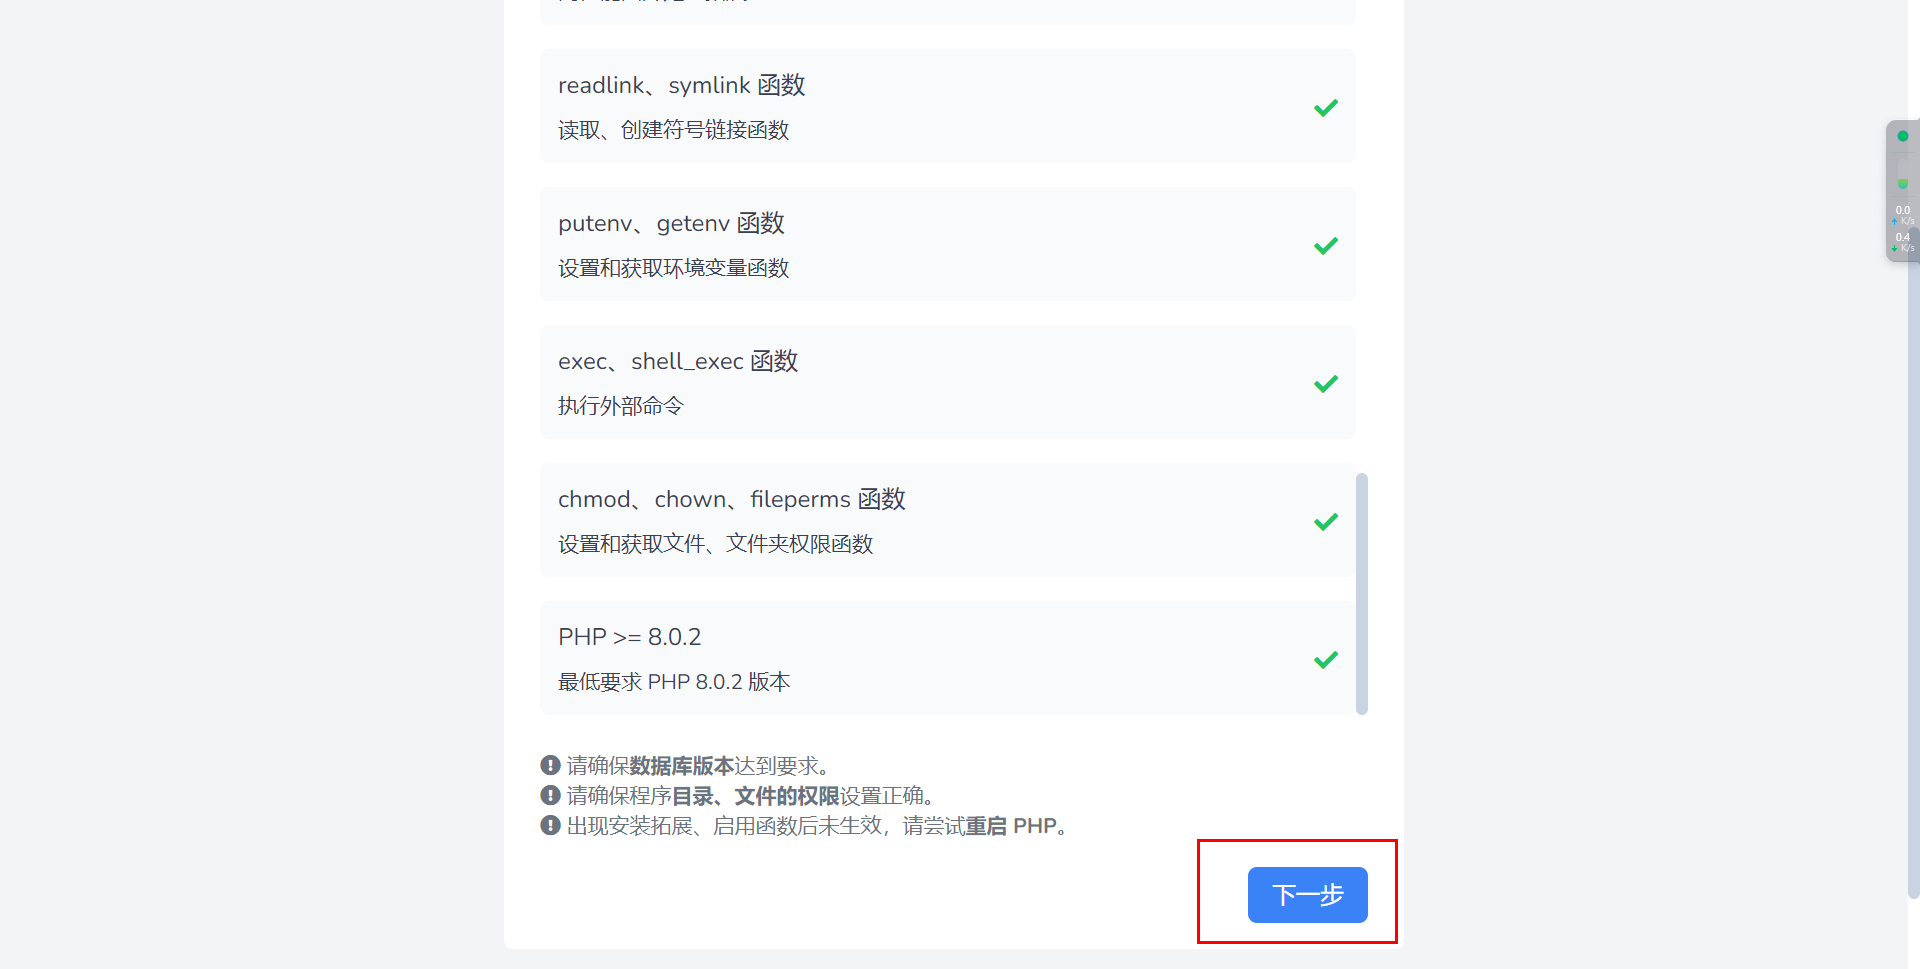 readlink、symlink 函数
读取、创建符号链接函数
putenv、getenv 函数
设置和获取环境变量函数
exec、shell_exec 函数
执行外部命令
chmod、chown、fileperms 函数
设置和获取文件、文件夹权限函数
PHP >= 8.0.2
最低要求 PHP 8.0.2 版本
请确保数据库版本达到要求。
请确保程序目录、文件的权限设置正确。
出现安装拓展、启用函数后未生效，请尝试重启 PHP。
下一步
0.0
K/s
0.4
K/s